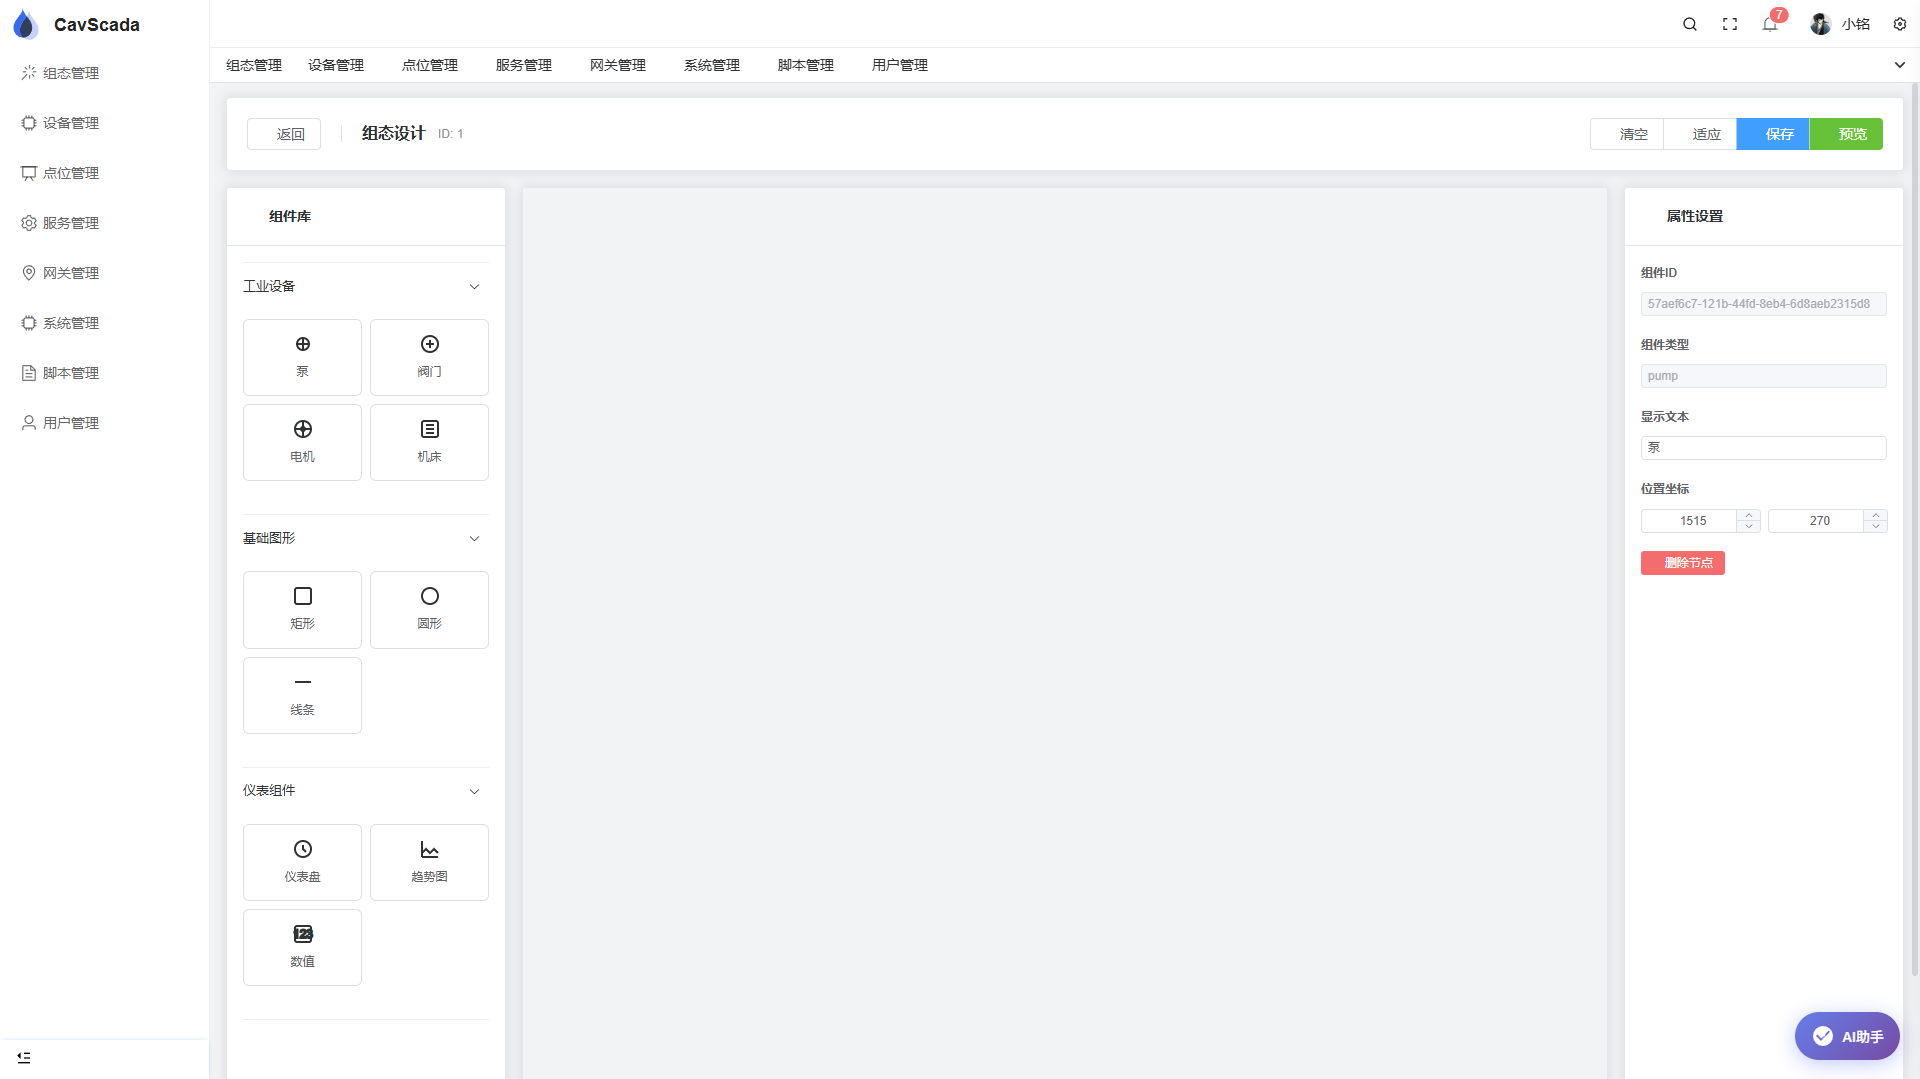 CavScada
7
小铭
组态管理
设备管理
点位管理
服务管理
网关管理
系统管理
脚本管理
用户管理
组态管理 设备管理 点位管理 服务管理 网关管理 系统管理 脚本管理 用户管理
返回
组态设计 ID: 1
清空 适应 保存 预览
组件库
工业设备
泵 阀门
电机 机床
基础图形
矩形 圆形
线条
仪表组件
仪表盘 趋势图
数值
属性设置
组件ID
57aef6c7-121b-44fd-8eb4-6d8aeb2315d8
组件类型
pump
显示文本
泵
位置坐标
1515 270
删除节点
AI助手